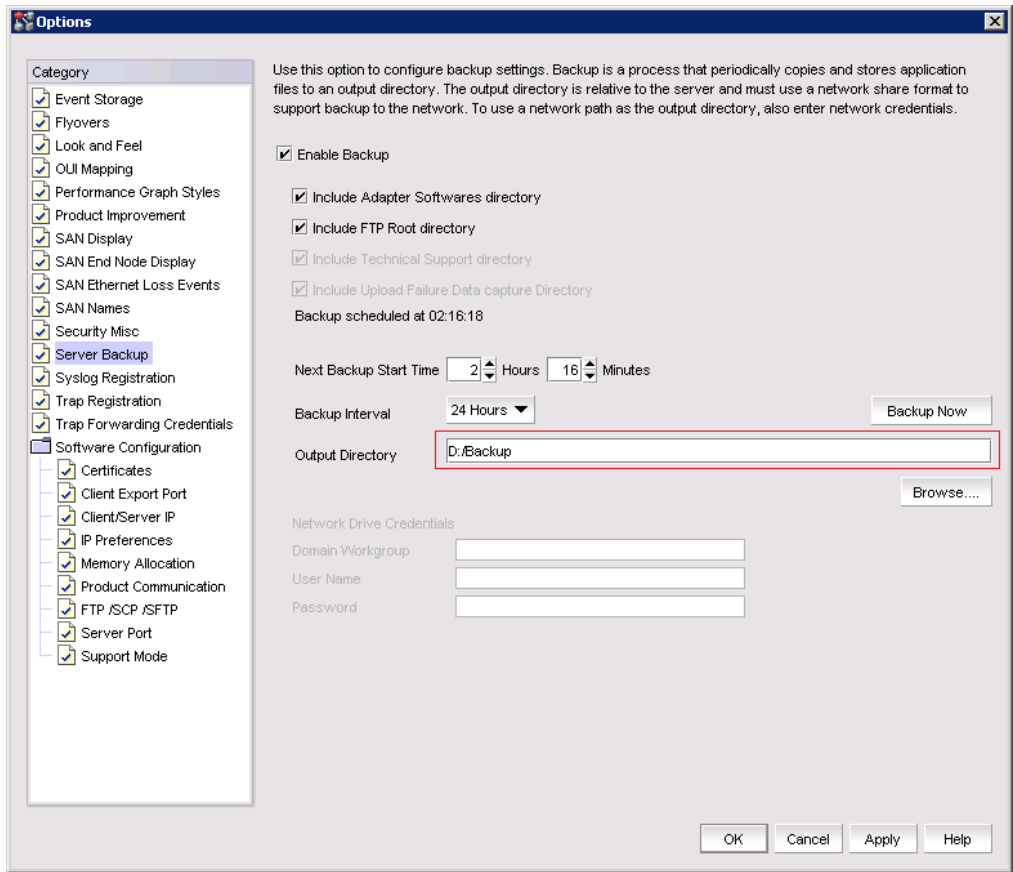 Options
Category
Event Storage
Flyovers
Look and Feel
OUI Mapping
Performance Graph Styles
Product Improvement
SAN Display
SAN End Node Display
SAN Ethernet Loss Events
SAN Names
Security Misc
Server Backup
Syslog Registration
Trap Registration
Trap Forwarding Credentials
Software Configuration
Certificates
Client Export Port
Client/Server IP
IP Preferences
Memory Allocation
Product Communication
FTP /SCP /SFTP
Server Port
Support Mode
Use this option to configure backup settings. Backup is a process that periodically copies and stores application
files to an output directory. The output directory is relative to the server and must use a network share format to
support backup to the network. To use a network path as the output directory, also enter network credentials.
Enable Backup
Include Adapter Softwares directory
Include FTP Root directory
Include Technical Support directory
Include Upload Failure Data capture Directory
Backup scheduled at 02:16:18
Next Backup Start Time 2 Hours 16 Minutes
Backup Interval 24 Hours Backup Now
Output Directory D:/Backup
Browse....
Network Drive Credentials
Domain Workgroup
User Name
Password
OK Cancel Apply Help